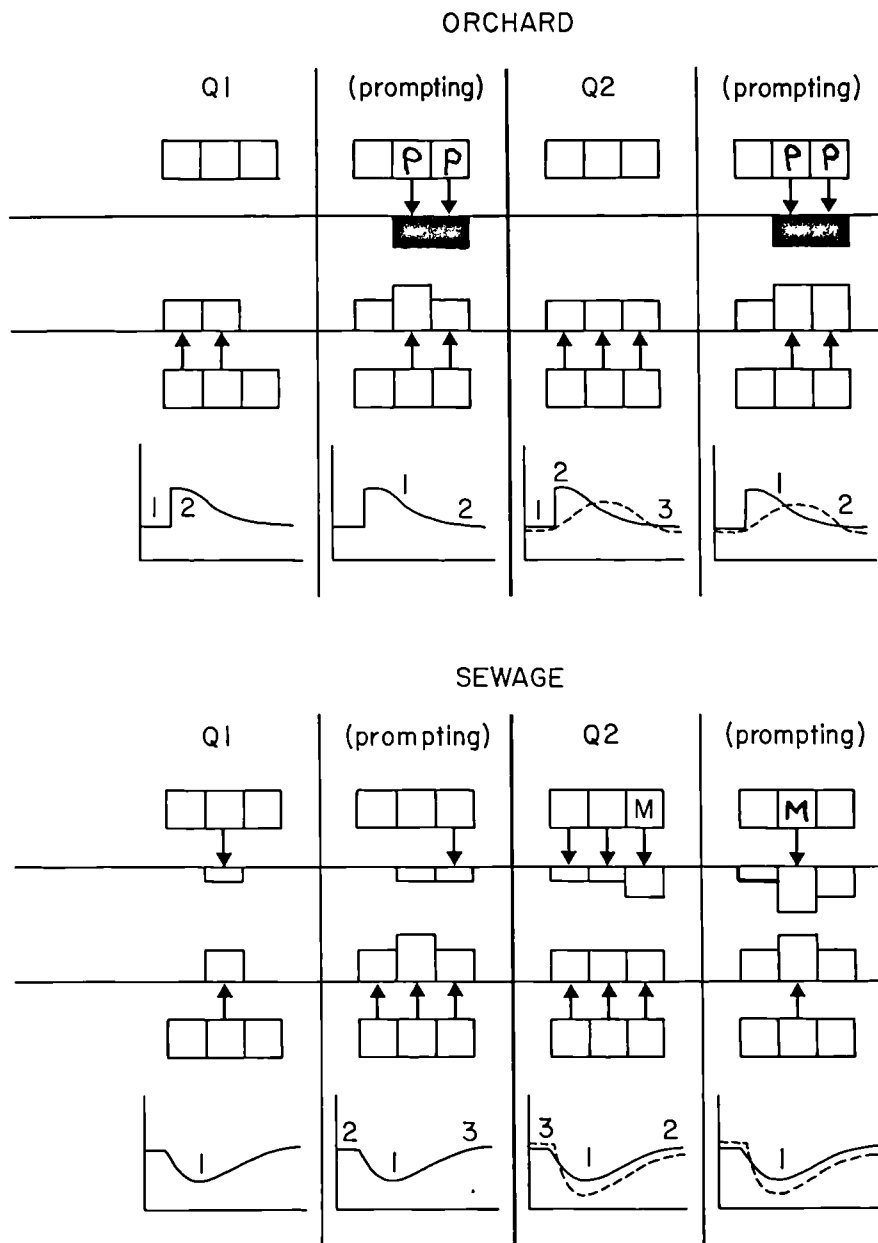 ORCHARD
Q1 (prompting) Q2 (prompting)
P P P P
1 2 1 2 1 2 3 1 2
SEWAGE
Q1 (prompting) Q2 (prompting)
M M
1 2 1 3 3 1 2 1